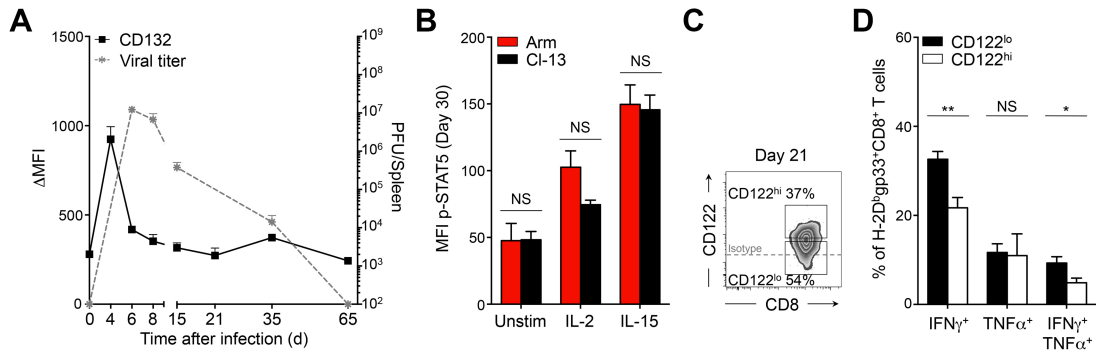 A
CD132
Viral titer
ΔMFI
1500
1000
500
0
PFU/Spleen
10⁹
10⁸
10⁷
10⁶
10⁵
10⁴
10³
10²
0 4 6 8 15 21 35 65
Time after infection (d)
B
Arm
Cl-13
MFI p-STAT5 (Day 30)
200
150
100
50
0
NS
NS
NS
Unstim IL-2 IL-15
C
Day 21
CD122ʰⁱ 37%
Isotype
CD122ˡᵒ 54%
CD122
CD8
D
CD122ˡᵒ
CD122ʰⁱ
% of H-2Dᵇgp33⁺CD8⁺ T cells
60
40
20
0
** NS *
IFNγ⁺ TNFα⁺ IFNγ⁺
TNFα⁺